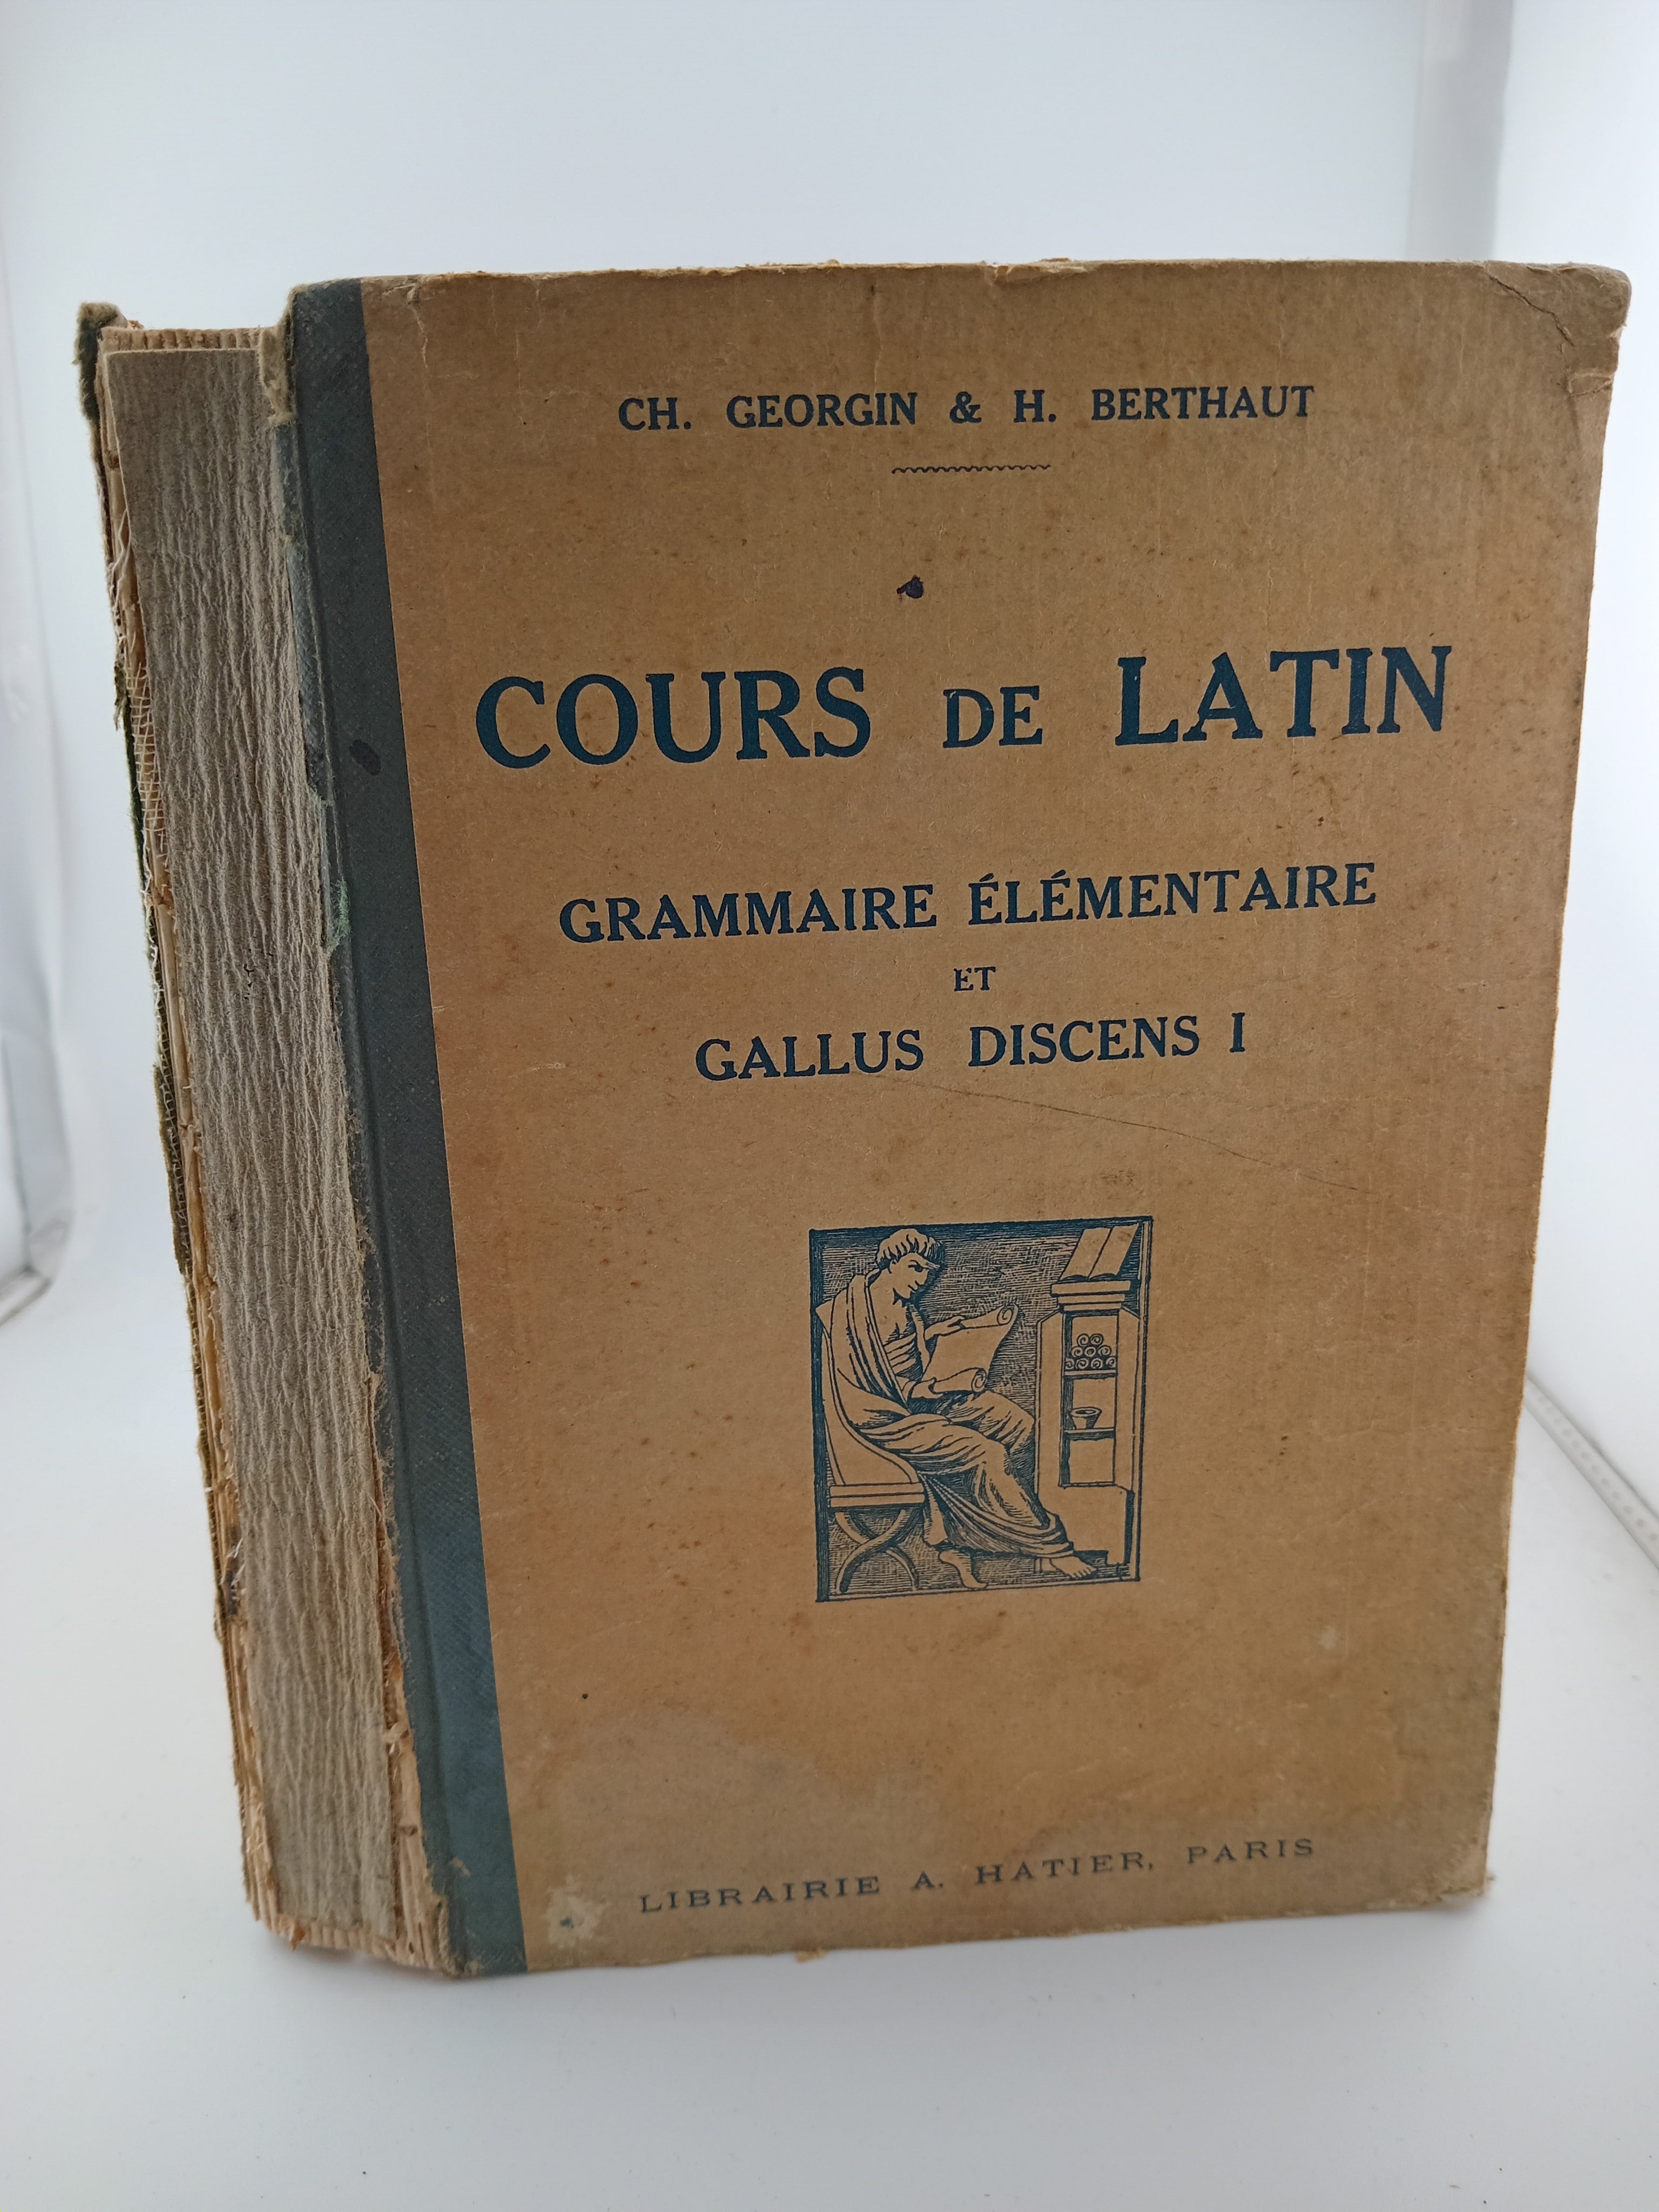 CH. GEORGIN & H. BERTHAUT
COURS DE LATIN
GRAMMAIRE ÉLÉMENTAIRE
ET
GALLUS DISCENS I
LIBRAIRIE A. HATIER, PARIS